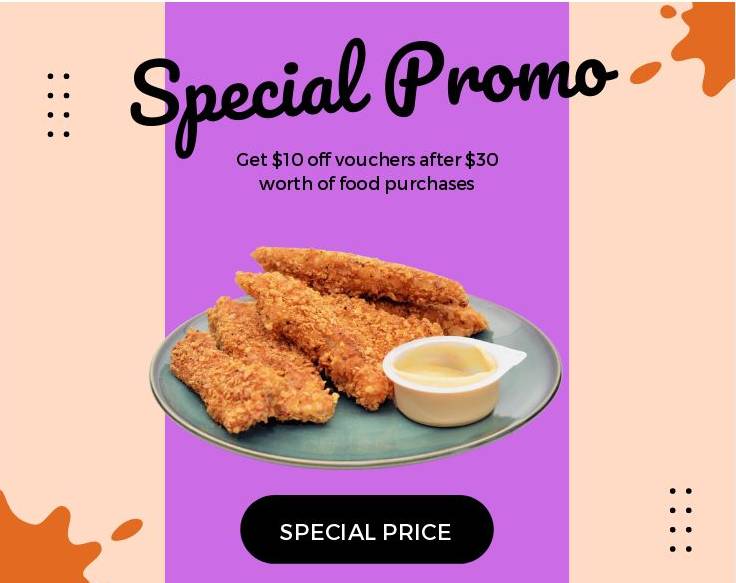 Special Promo
Get $10 off vouchers after $30
worth of food purchases
SPECIAL PRICE